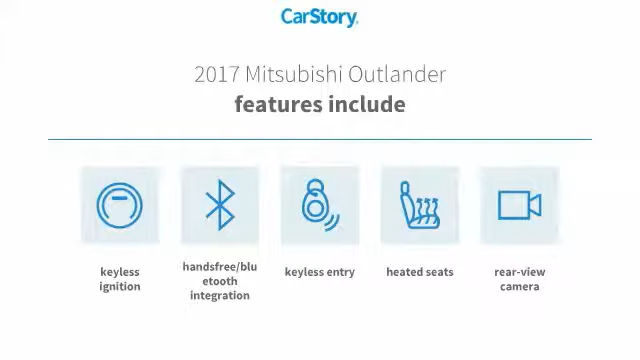 CarStory.
2017 Mitsubishi Outlander
features include
keyless
ignition
handsfree/blu
etooth
integration
keyless entry
heated seats
rear-view
camera